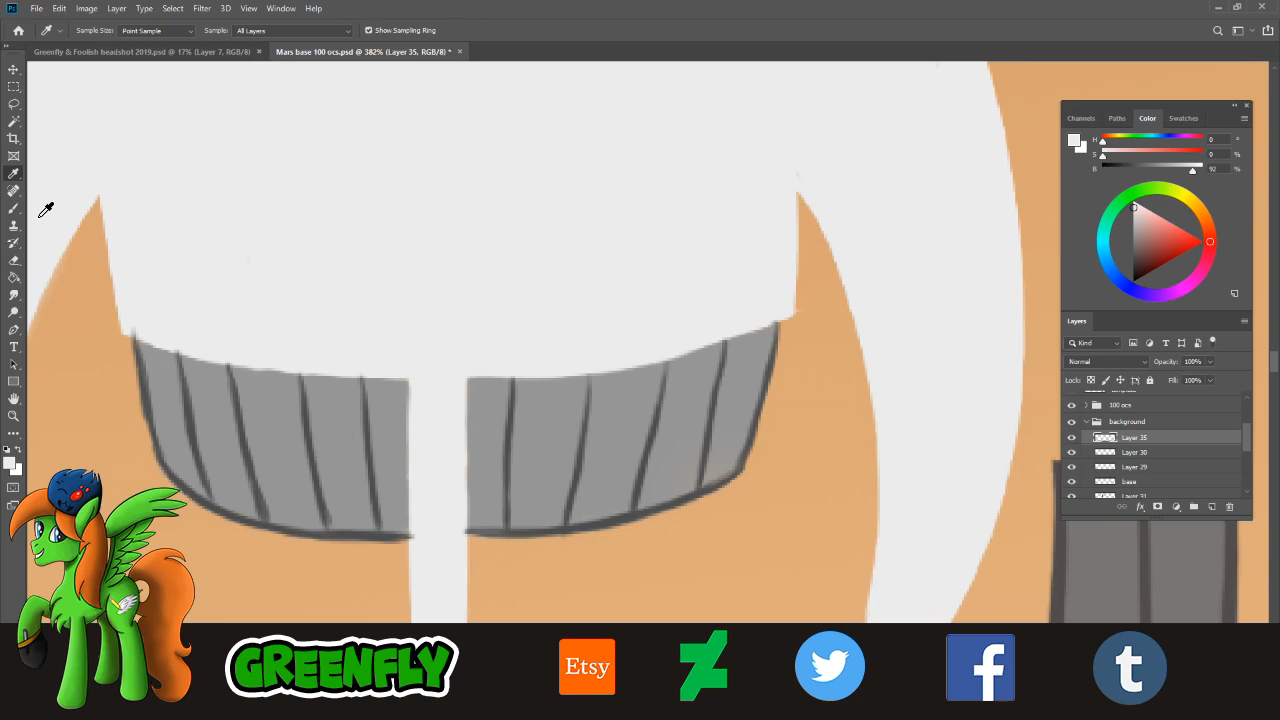 Ps File Edit Image Layer Type Select Filter 3D View Window Help
Sample Size: Point Sample Sample: All Layers Show Sampling Ring
Greenfly & Foolish headshot 2019.psd @ 17% (Layer 7, RGB/8) × Mars base 100 ocs.psd @ 382% (Layer 35, RGB/8) * ×
Channels Paths Color Swatches
H 0 °
S 0 %
B 92 %
Layers
Kind
Normal Opacity: 100%
Locks: Fill: 100%
100 ocs
background
Layer 35
Layer 30
Layer 29
base
Layer 31
fx
GREENFLY
Etsy
f
t